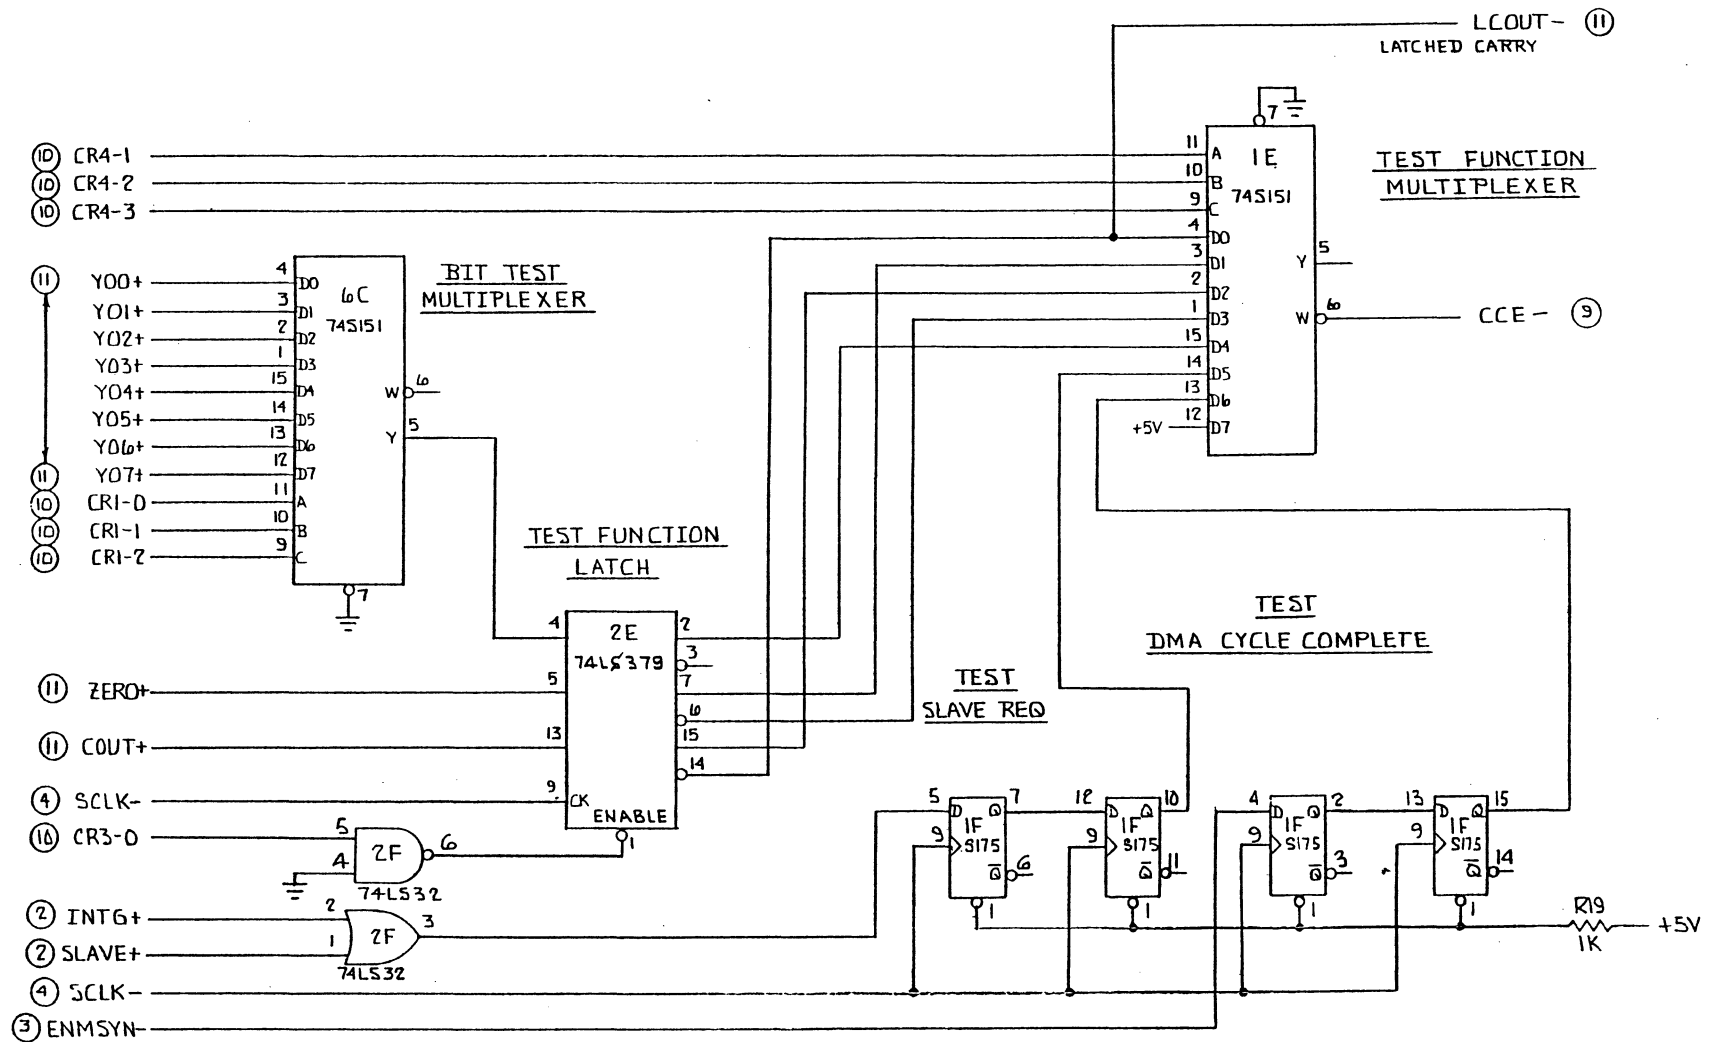 LCOUT- 11
LATCHED CARRY
7
10 CR4-1
11 A
1E
74S151
TEST FUNCTION
MULTIPLEXER
10 CR4-2
10 B
10 CR4-3
9 C
4 D0
3 D1
2 D2
1 D3
15 D4
14 D5
13 D6
+5V 12 D7
Y 5
W 6
CCE- 9
BIT TEST
MULTIPLEXER
6C
74S151
11 Y00+ 4 D0
Y01+ 3 D1
Y02+ 2 D2
Y03+ 1 D3
Y04+ 15 D4
Y05+ 14 D5
Y06+ 13 D6
11 Y07+ 12 D7
10 CR1-0 11 A
10 CR1-1 10 B
10 CR1-2 9 C
W 6
Y 5
7
TEST FUNCTION
LATCH
2E
74LS379
4
2
3
11 ZERO+ 5
7
6
11 COUT+ 13
15
14
4 SCLK- 9 CK
ENABLE
1
10 CR3-0 5
4
2F
6
74LS32
2 INTG+ 2
2 SLAVE+ 1
2F
3
74LS32
4 SCLK-
3 ENMSYN-
TEST
SLAVE REQ
TEST
DMA CYCLE COMPLETE
5 D Q 7
1F
9 S175
Q 6
1
12 D Q 10
1F
9 S175
Q 11
1
4 D Q 2
1F
9 S175
Q 3
1
13 D Q 15
1F
9 S175
Q 14
1
R19
1K
+5V